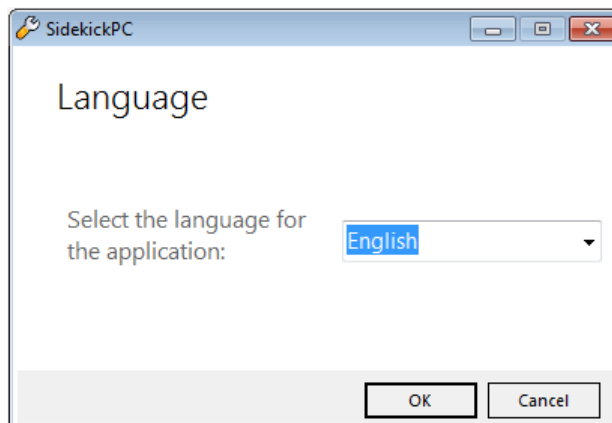 SidekickPC
Language
Select the language for
the application:
English
OK
Cancel